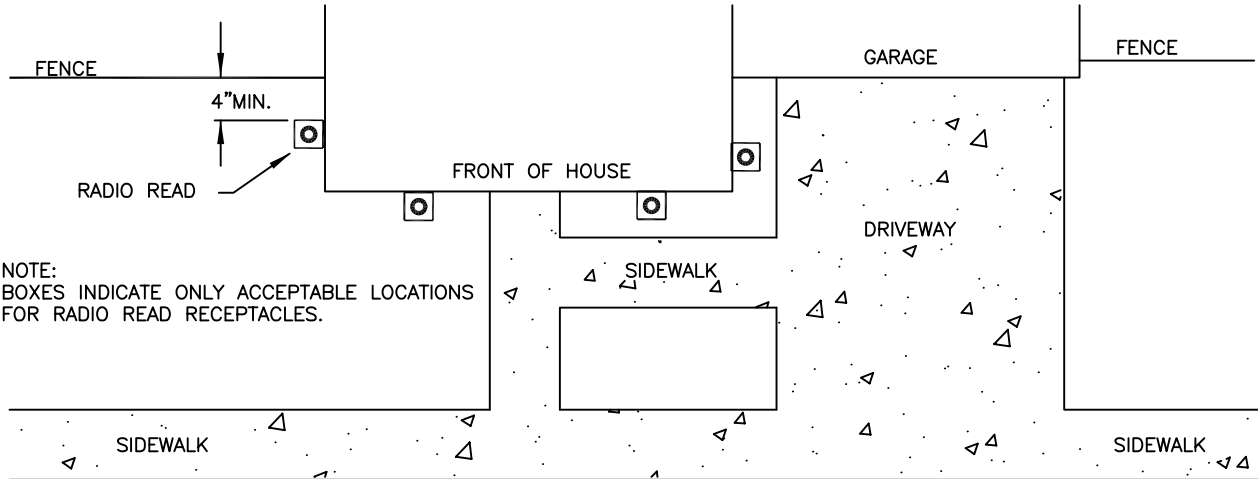 FENCE
GARAGE
FENCE
4"MIN.
FRONT OF HOUSE
RADIO READ
DRIVEWAY
SIDEWALK
NOTE:
BOXES INDICATE ONLY ACCEPTABLE LOCATIONS
FOR RADIO READ RECEPTACLES.
SIDEWALK
SIDEWALK